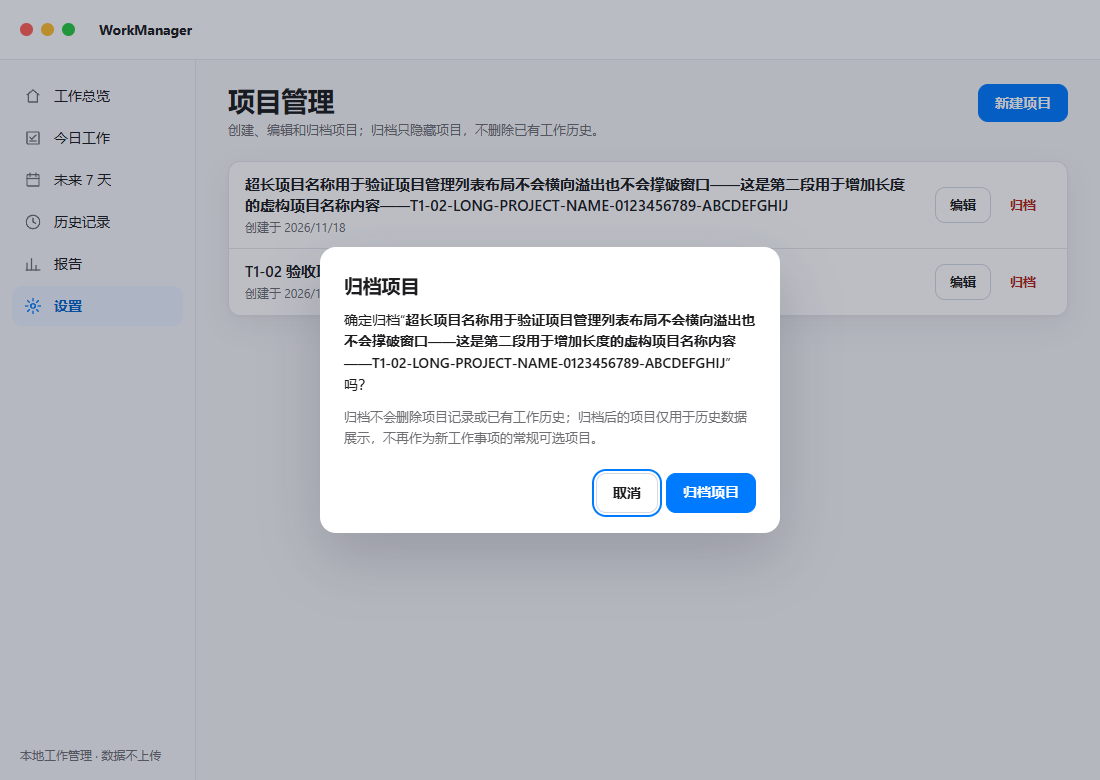 WorkManager
工作总览
今日工作
未来 7 天
历史记录
报告
设置
本地工作管理 · 数据不上传
项目管理
创建、编辑和归档项目；归档只隐藏项目，不删除已有工作历史。
新建项目
超长项目名称用于验证项目管理列表布局不会横向溢出也不会撑破窗口——这是第二段用于增加长度
的虚构项目名称内容——T1-02-LONG-PROJECT-NAME-0123456789-ABCDEFGHIJ
创建于 2026/11/18
编辑
归档
T1-02 验收
创建于 2026/1
编辑
归档
归档项目
确定归档“超长项目名称用于验证项目管理列表布局不会横向溢出也
不会撑破窗口——这是第二段用于增加长度的虚构项目名称内容
——T1-02-LONG-PROJECT-NAME-0123456789-ABCDEFGHIJ”
吗？
归档不会删除项目记录或已有工作历史；归档后的项目仅用于历史数据
展示，不再作为新工作事项的常规可选项目。
取消
归档项目